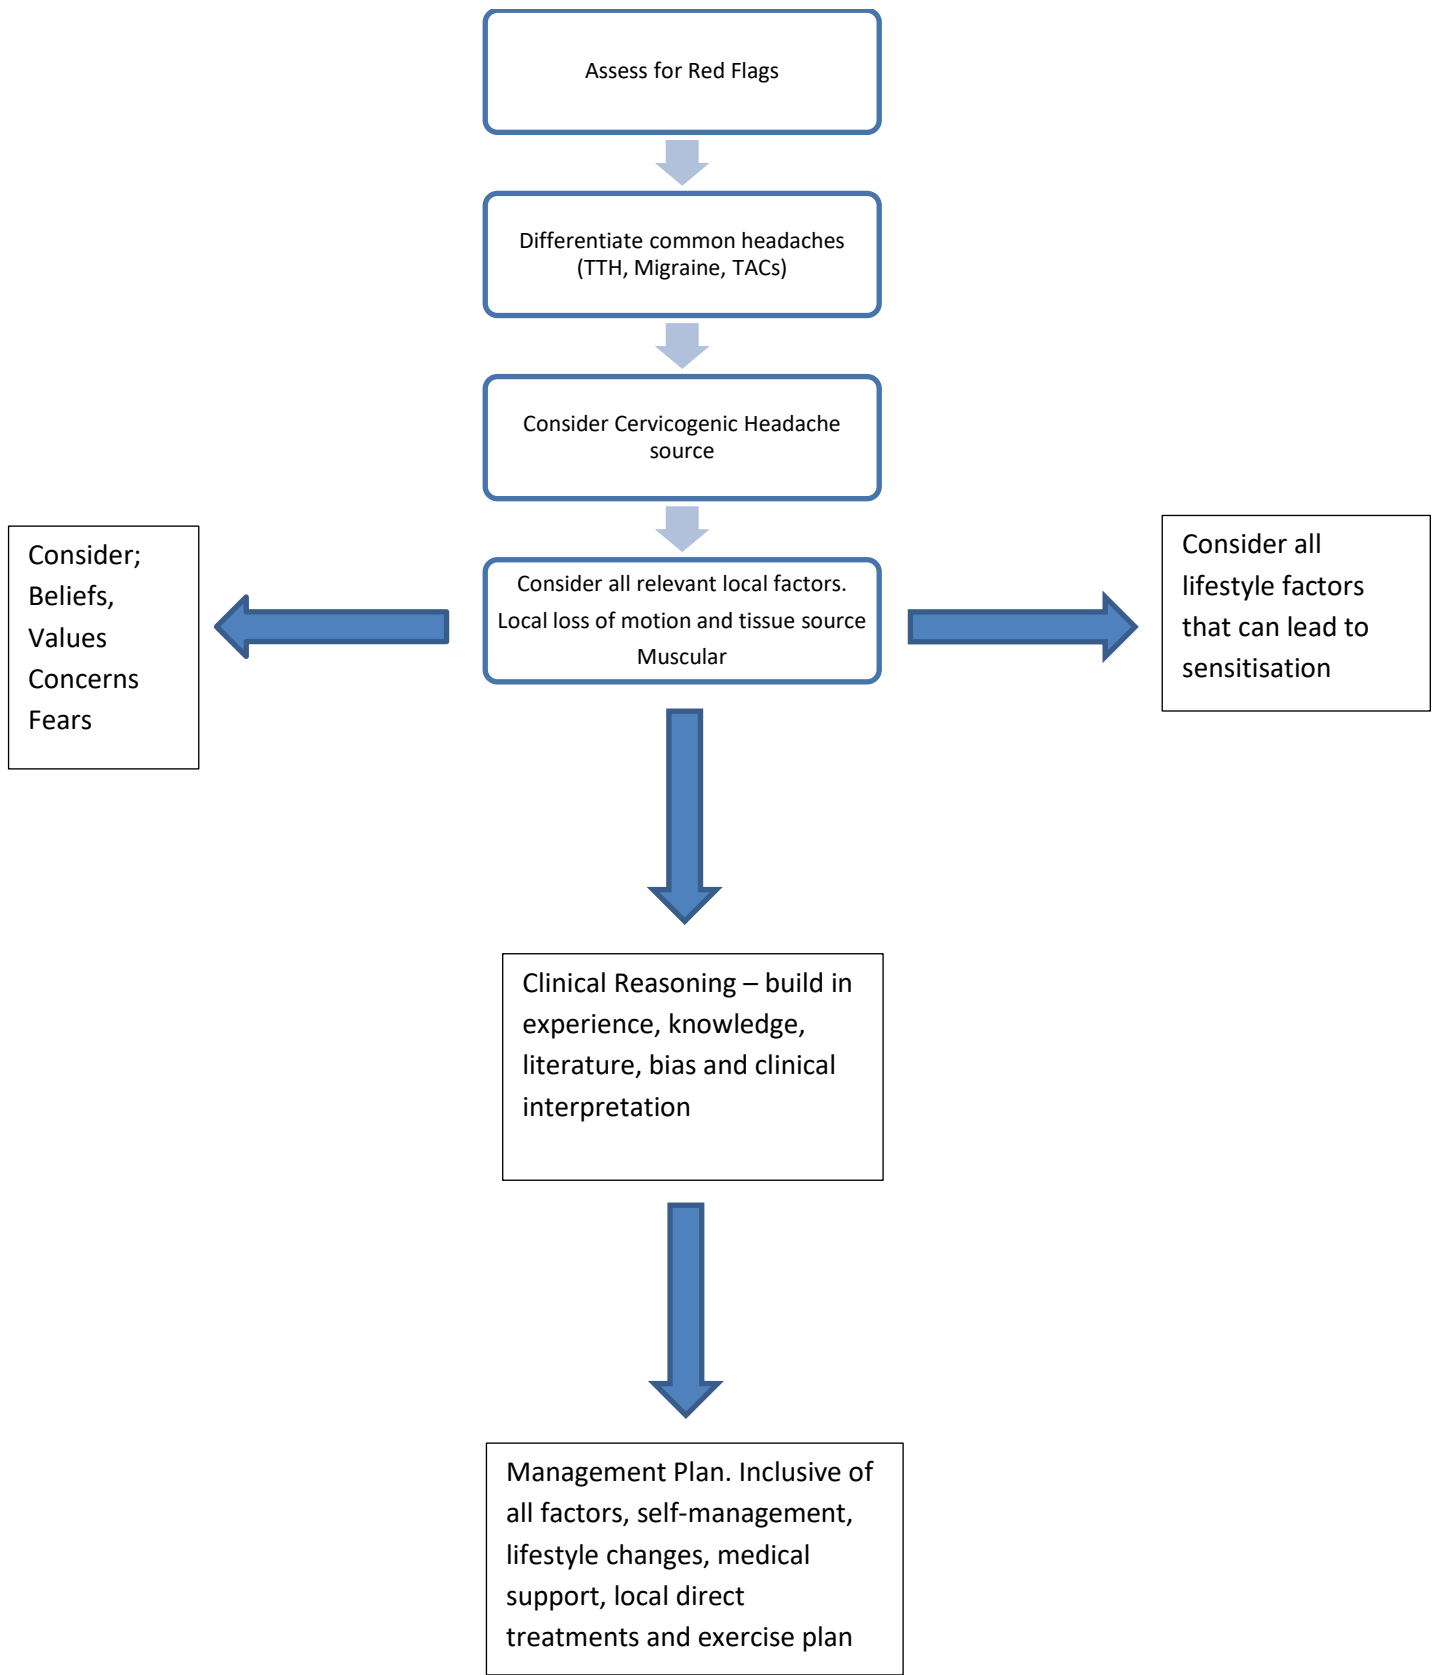 Assess for Red Flags
Differentiate common headaches
(TTH, Migraine, TACs)
Consider Cervicogenic Headache
source
Consider;
Beliefs,
Values
Concerns
Fears
Consider all relevant local factors.
Local loss of motion and tissue source
Muscular
Consider all
lifestyle factors
that can lead to
sensitisation
Clinical Reasoning – build in
experience, knowledge,
literature, bias and clinical
interpretation
Management Plan. Inclusive of
all factors, self-management,
lifestyle changes, medical
support, local direct
treatments and exercise plan